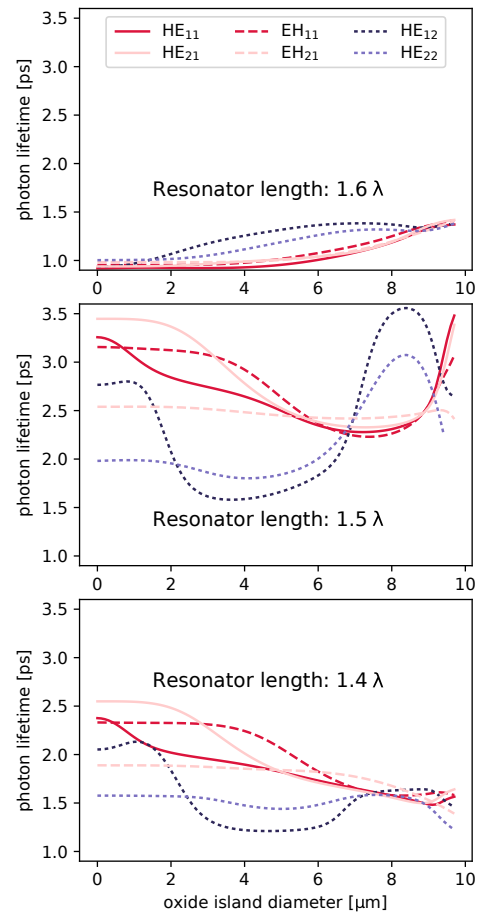 photon lifetime [ps]
3.5
3.0
2.5
2.0
1.5
1.0
HE₁₁ EH₁₁ HE₁₂
HE₂₁ EH₂₁ HE₂₂
Resonator length: 1.6 λ
0 2 4 6 8 10
photon lifetime [ps]
3.5
3.0
2.5
2.0
1.5
1.0
Resonator length: 1.5 λ
0 2 4 6 8 10
photon lifetime [ps]
3.5
3.0
2.5
2.0
1.5
1.0
Resonator length: 1.4 λ
0 2 4 6 8 10
oxide island diameter [μm]